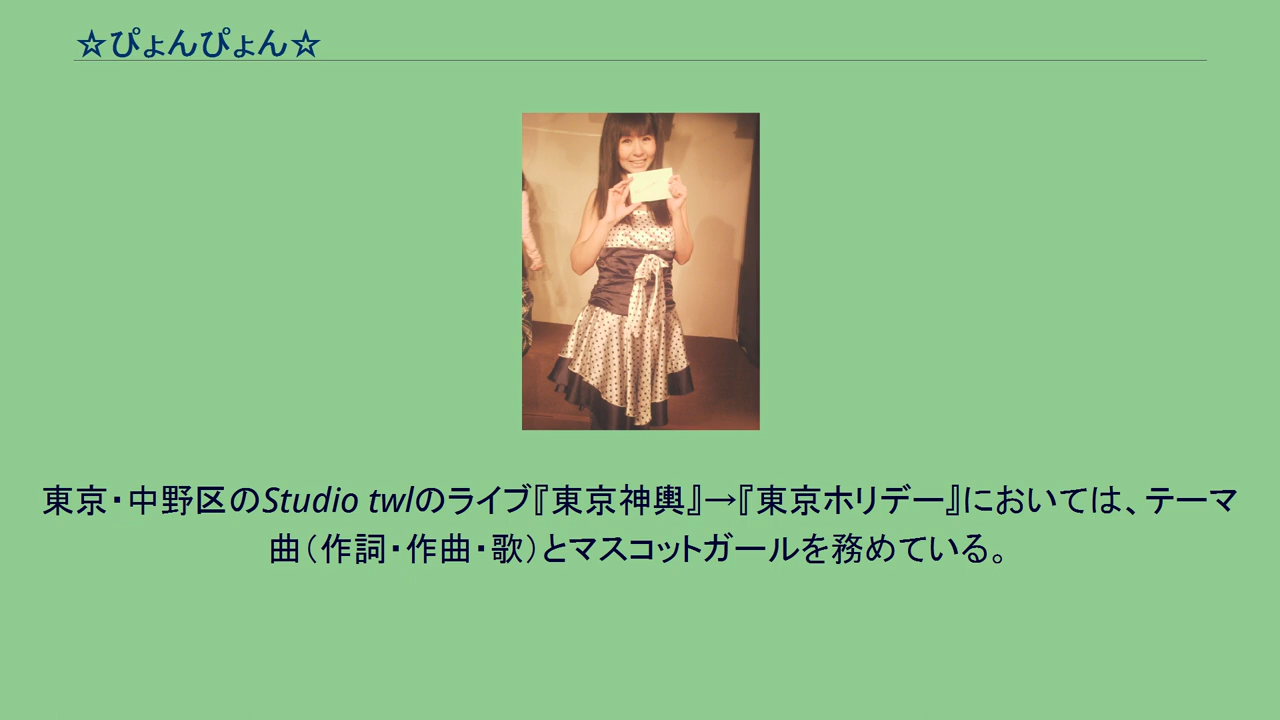 ☆ぴょんぴょん☆
東京・中野区のStudio twlのライブ『東京神輿』→『東京ホリデー』においては、テーマ
曲（作詞・作曲・歌）とマスコットガールを務めている。